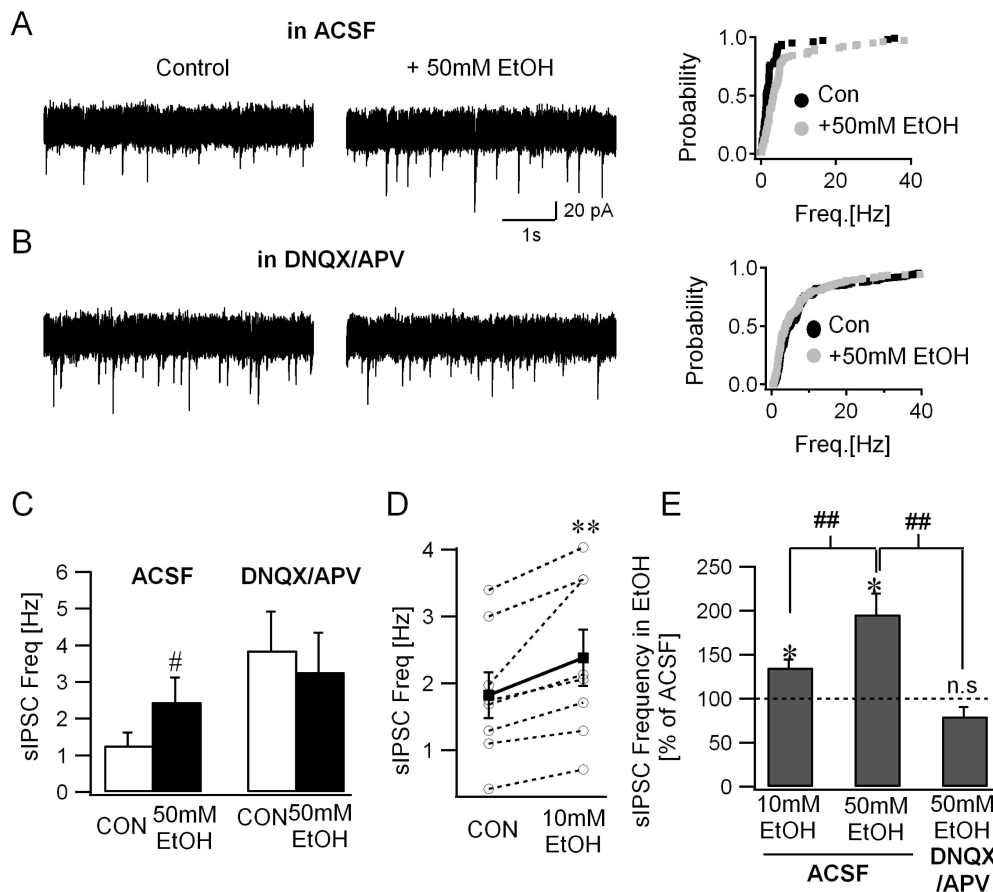 A
in ACSF
Control
+ 50mM EtOH
20 pA
1s
Probability
1.0
0.5
0.0
Con
+50mM EtOH
0
20
40
Freq.[Hz]
B
in DNQX/APV
Probability
1.0
0.5
0.0
Con
+50mM EtOH
0
20
40
Freq.[Hz]
C
sIPSC Freq [Hz]
6
5
4
3
2
1
0
ACSF
DNQX/APV
#
CON
50mM
EtOH
CON
50mM
EtOH
D
sIPSC Freq [Hz]
4
3
2
1
**
CON
10mM
EtOH
E
sIPSC Frequency in EtOH
[% of ACSF]
250
200
150
100
50
0
##
##
*
*
n.s
10mM
EtOH
50mM
EtOH
50mM
EtOH
ACSF
DNQX
/APV